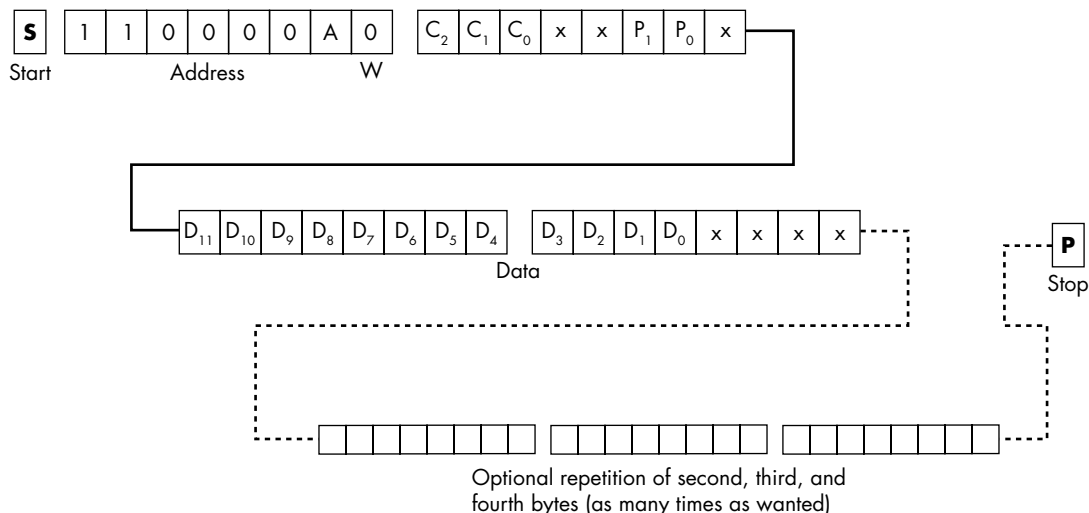 S 1 1 0 0 0 0 A 0 C₂ C₁ C₀ x x P₁ P₀ x
Start Address W
D₁₁ D₁₀ D₉ D₈ D₇ D₆ D₅ D₄ D₃ D₂ D₁ D₀ x x x x P
Data Stop
Optional repetition of second, third, and
fourth bytes (as many times as wanted)